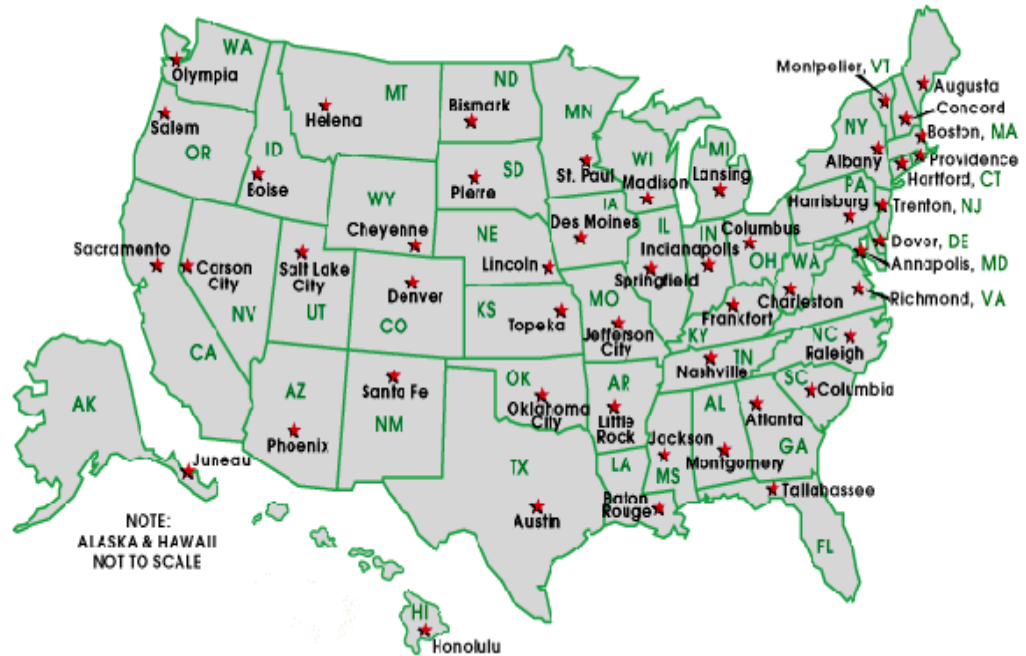 WA
Olympia
MT
Helena
ND
Bismark
MN
St. Paul
Salem
OR
ID
Boise
SD
Pierre
WI
Madison
MI
Lansing
Montpelier, VT
Augusta
Concord
Boston, MA
Providence
Hartford, CT
NY
Albany
PA
Harrisburg
Trenton, NJ
Dover, DE
Annapolis, MD
Richmond, VA
WY
Cheyenne
NE
Lincoln
IA
Des Moines
IL
Springfield
IN
Indianapolis
Columbus
OH
WA
Charleston
Sacramento
Carson
City
NV
CA
Salt Lake
City
UT
Denver
CO
KS
Topeka
MO
Jefferson
City
KY
Frankfort
NC
Raleigh
TN
Nashville
SC
Columbia
AZ
Phoenix
Santa Fe
NM
OK
Oklahoma
City
AR
Little
Rock
Jackson
MS
AL
Montgomery
Atlanta
GA
TX
Austin
LA
Baton
Rouge
Tallahassee
FL
AK
Juneau
NOTE:
ALASKA & HAWAII
NOT TO SCALE
HI
Honolulu